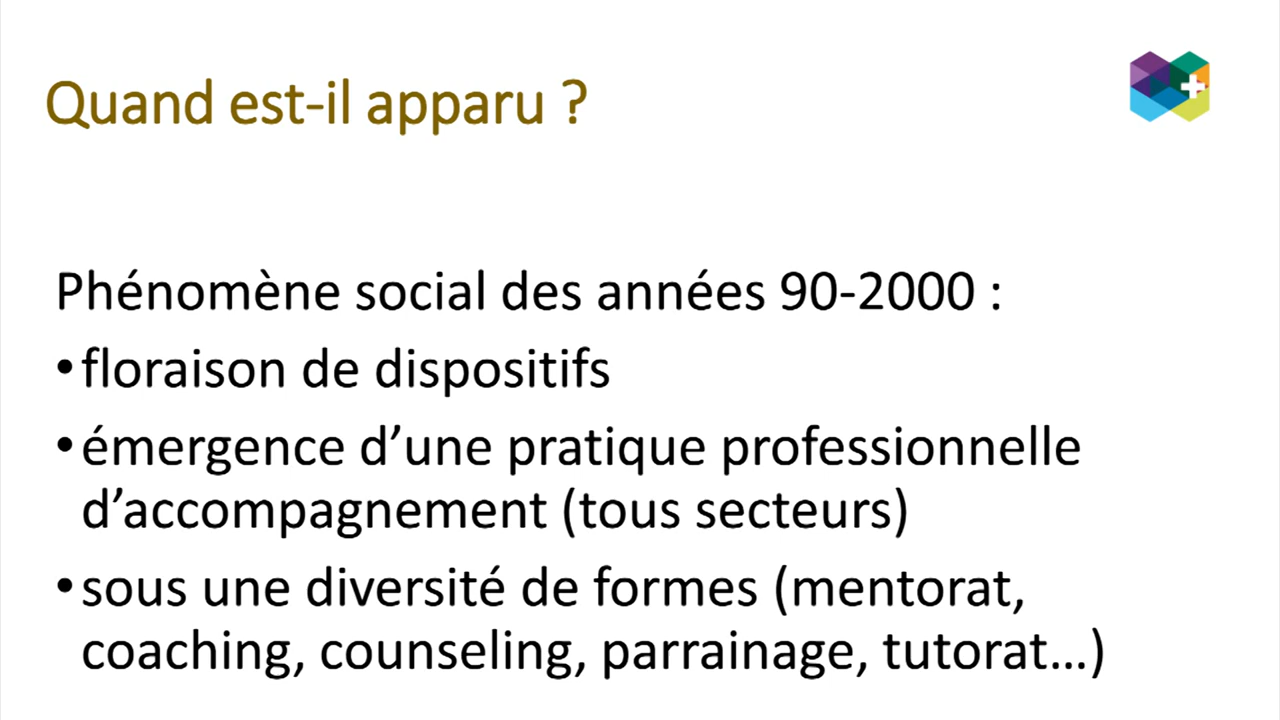 Quand est-il apparu ?
Phénomène social des années 90-2000 :
•floraison de dispositifs
•émergence d’une pratique professionnelle
d’accompagnement (tous secteurs)
•sous une diversité de formes (mentorat,
coaching, counseling, parrainage, tutorat…)